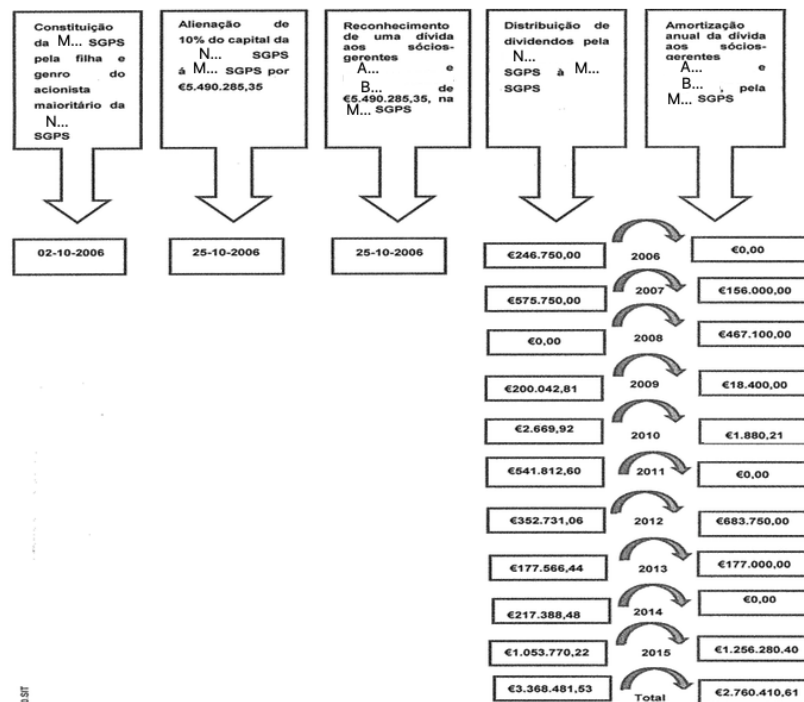 Constituição
da M... SGPS
pela filha e
genro do
acionista
maioritário da
N...
SGPS
Alienação de
10% do capital da
N... SGPS
á M... SGPS por
€5.490.285,35
Reconhecimento
de uma dívida
aos sócios-
gerentes
A... e
B... de
€5.490.285,35, na
M... SGPS
Distribuição de
dividendos pela
N...
SGPS à M...
SGPS
Amortização
anual da dívida
aos sócios-
gerentes
A... e
B... , pela
M... SGPS
02-10-2006
25-10-2006
25-10-2006
€246.750,00 2006 €0,00
€575.750,00 2007 €156.000,00
€0,00 2008 €467.100,00
€200.042,81 2009 €18.400,00
€2.669,92 2010 €1.880,21
€541.812,60 2011 €0,00
€352.731,06 2012 €683.750,00
€177.566,44 2013 €177.000,00
€217.388,48 2014 €0,00
€1.053.770,22 2015 €1.256.280.40
€3.368.481,53 Total €2.760.410,61